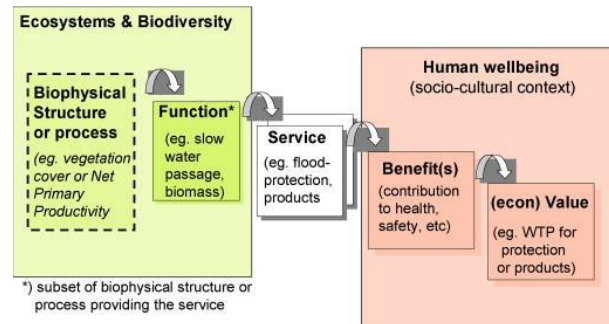 Ecosystems & Biodiversity
Biophysical
Structure
or process
(eg. vegetation
cover or Net
Primary
Productivity
Function*
(eg. slow
water
passage,
biomass)
Service
(eg. flood-
protection,
products
Human wellbeing
(socio-cultural context)
Benefit(s)
(contribution
to health,
safety, etc)
(econ) Value
(eg. WTP for
protection
or products)
*) subset of biophysical structure or
process providing the service